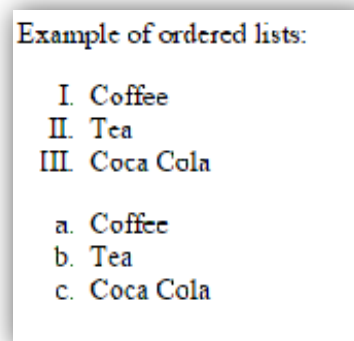 Example of ordered lists:
I. Coffee
II. Tea
III. Coca Cola
a. Coffee
b. Tea
c. Coca Cola